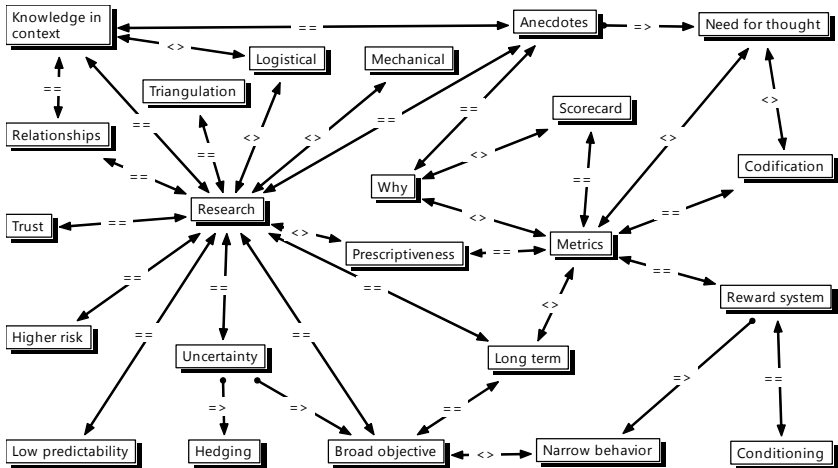 Knowledge in
context
==
Anecdotes
=>
Need for thought
<>
Logistical
Mechanical
==
Triangulation
==
<>
Scorecard
==
<>
<>
==
==
<>
<>
Relationships
==
==
==
Codification
Why
Research
==
<>
==
Trust
==
<>
Metrics
Prescriptiveness
==
==
==
==
==
Reward system
<>
Higher risk
==
==
Uncertainty
Long term
=>
==
=>
=>
==
Low predictability
Hedging
Broad objective
<>
Narrow behavior
Conditioning